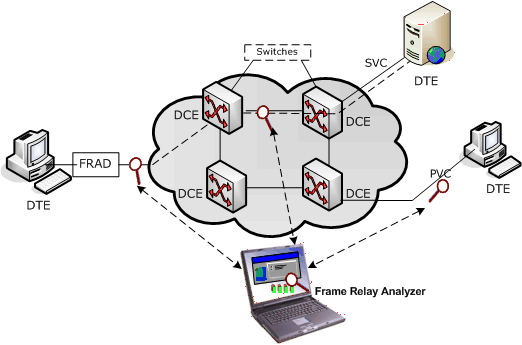 Switches
SVC
DTE
DCE
DCE
FRAD
DTE
DCE
DCE
PVC
DTE
Frame Relay Analyzer